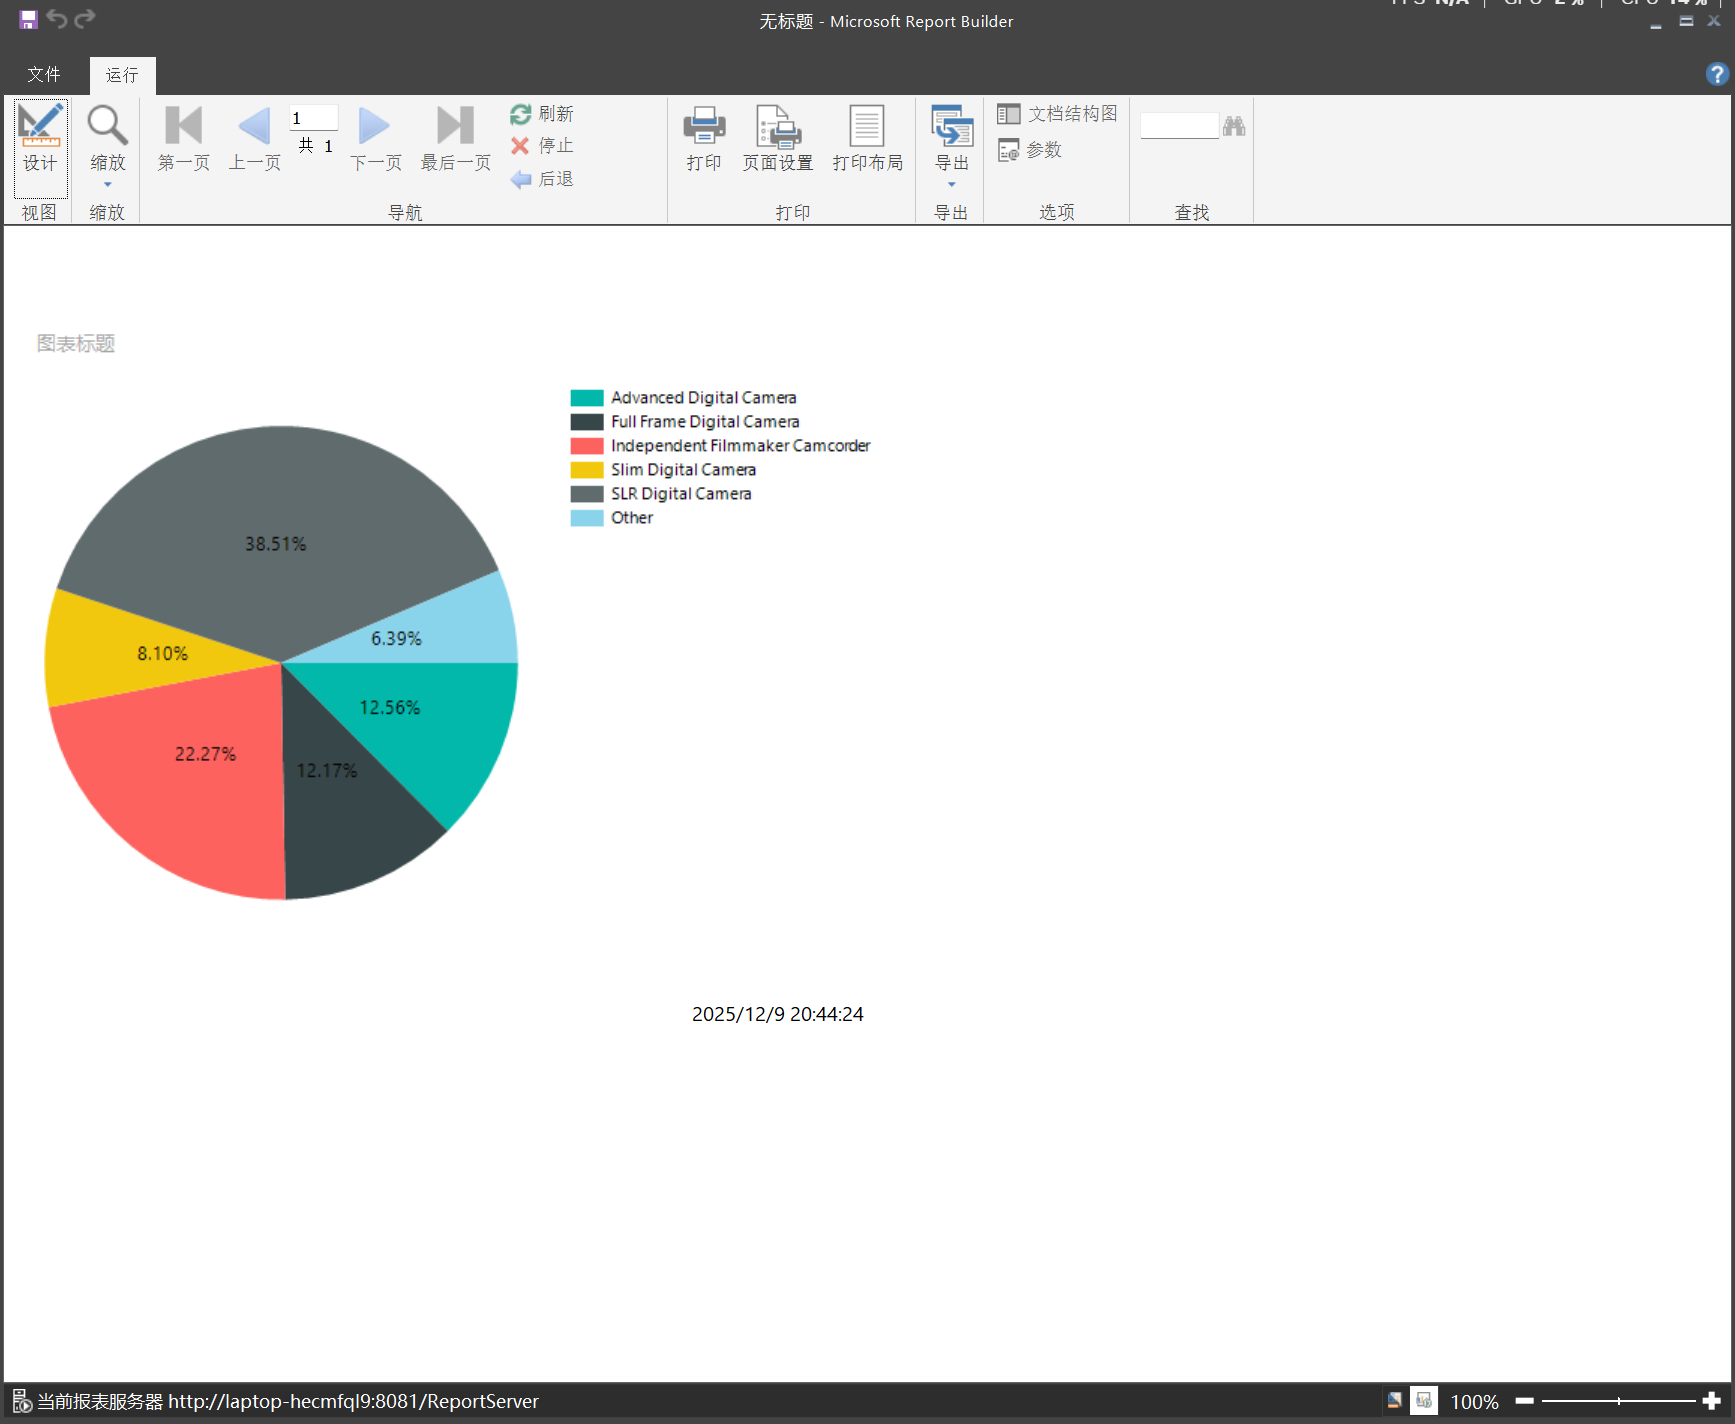 无标题 - Microsoft Report Builder
文件
运行
设计
缩放
第一页
上一页
1
共 1
下一页
最后一页
刷新
停止
后退
打印
页面设置
打印布局
导出
文档结构图
参数
视图
缩放
导航
打印
导出
选项
查找
图表标题
Advanced Digital Camera
Full Frame Digital Camera
Independent Filmmaker Camcorder
Slim Digital Camera
SLR Digital Camera
Other
38.51%
6.39%
8.10%
12.56%
22.27%
12.17%
2025/12/9 20:44:24
当前报表服务器 http://laptop-hecmfql9:8081/ReportServer
100%